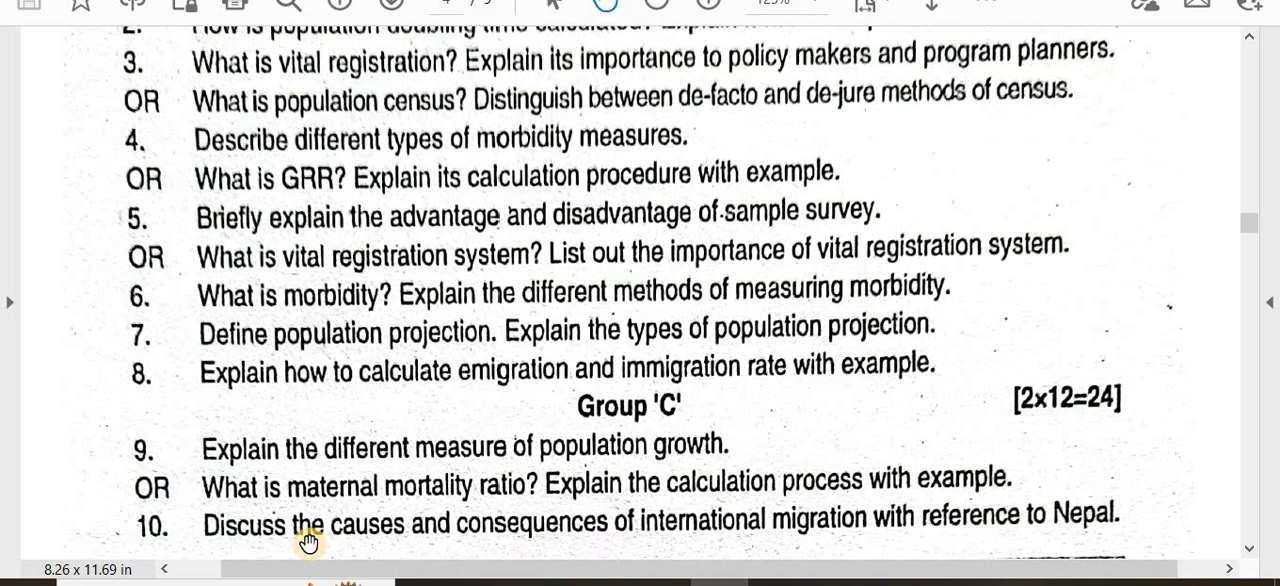 3. What is vital registration? Explain its importance to policy makers and program planners.
OR What is population census? Distinguish between de-facto and de-jure methods of census.
4. Describe different types of morbidity measures.
OR What is GRR? Explain its calculation procedure with example.
5. Briefly explain the advantage and disadvantage of sample survey.
OR What is vital registration system? List out the importance of vital registration system.
6. What is morbidity? Explain the different methods of measuring morbidity.
7. Define population projection. Explain the types of population projection.
8. Explain how to calculate emigration and immigration rate with example.
Group 'C' [2x12=24]
9. Explain the different measure of population growth.
OR What is maternal mortality ratio? Explain the calculation process with example.
10. Discuss the causes and consequences of international migration with reference to Nepal.
8.26 x 11.69 in